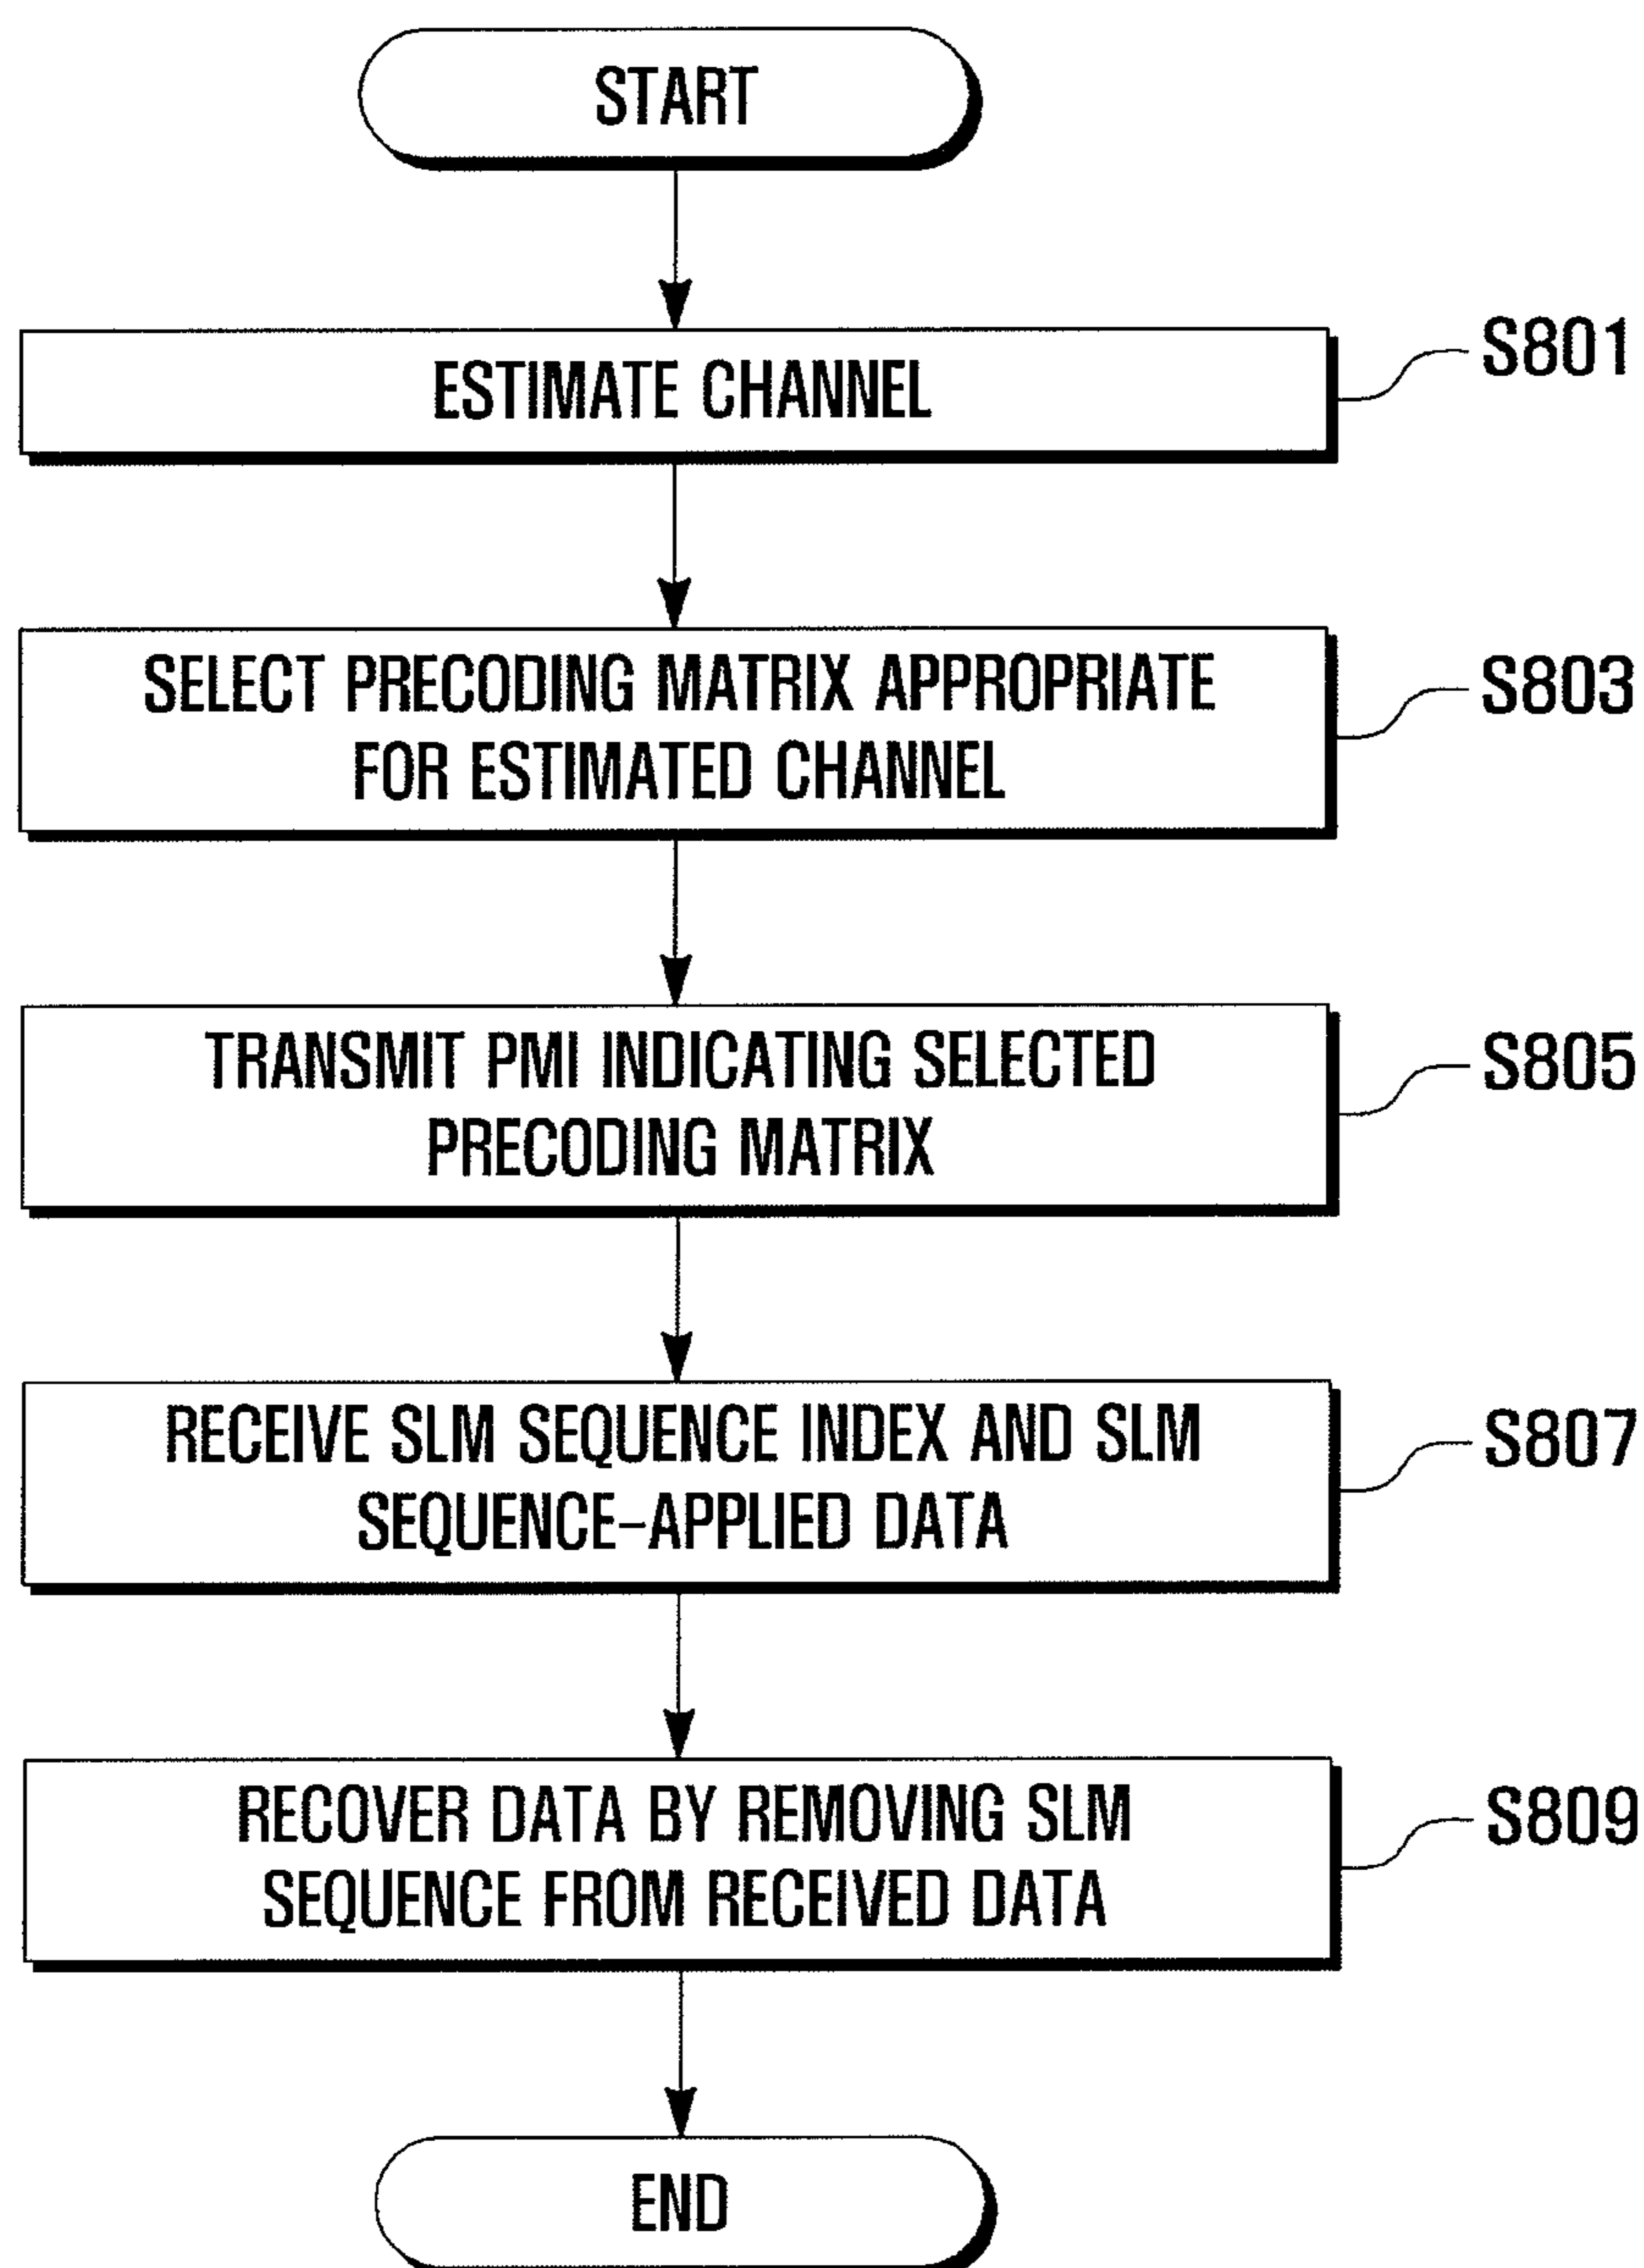 START
ESTIMATE CHANNEL
S801
SELECT PRECODING MATRIX APPROPRIATE
FOR ESTIMATED CHANNEL
S803
TRANSMIT PMI INDICATING SELECTED
PRECODING MATRIX
S805
RECEIVE SLM SEQUENCE INDEX AND SLM
SEQUENCE-APPLIED DATA
S807
RECOVER DATA BY REMOVING SLM
SEQUENCE FROM RECEIVED DATA
S809
END